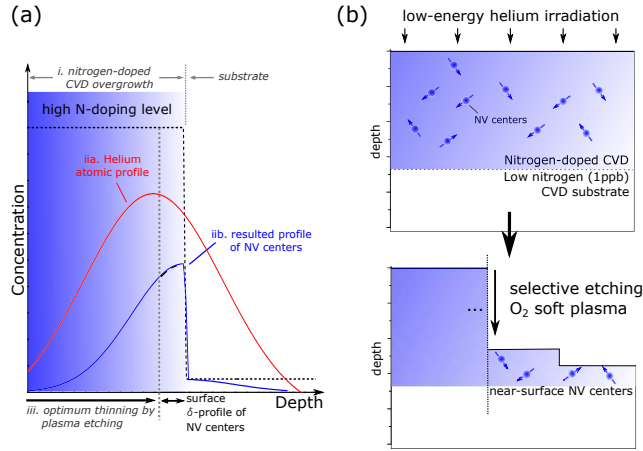 (a)
i. nitrogen-doped
CVD overgrowth
substrate
high N-doping level
iia. Helium
atomic profile
iib. resulted profile
of NV centers
Concentration
Depth
iii. optimum thinning by
plasma etching
surface
δ-profile of
NV centers
(b)
low-energy helium irradiation
depth
NV centers
Nitrogen-doped CVD
Low nitrogen (1ppb)
CVD substrate
selective etching
O2 soft plasma
...
depth
near-surface NV centers